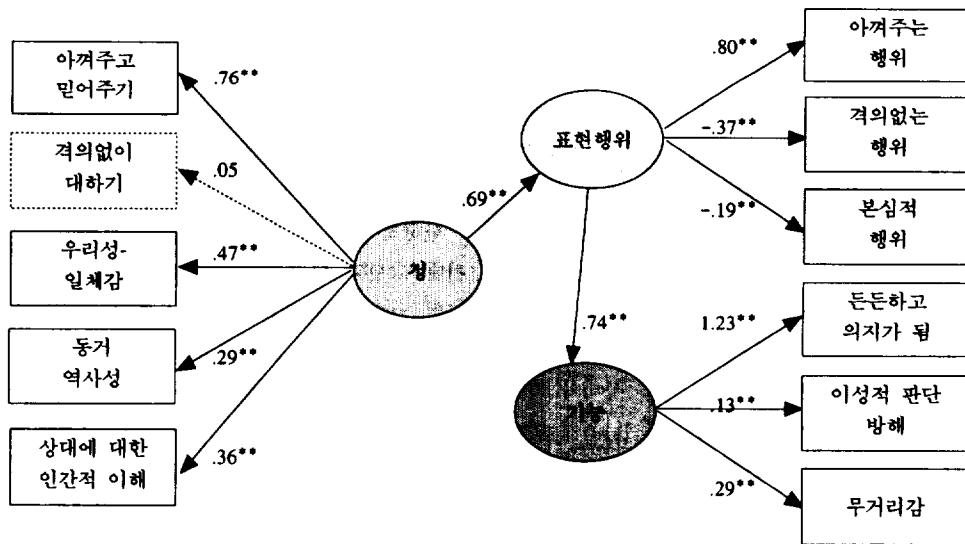 아껴주고
믿어주기
.76**
격의없이
대하기
.05
우리성-
일체감
.47**
동거
역사성
.29**
상대에 대한
인간적 이해
.36**
정
.69**
표현행위
.74**
기능
.80**
아껴주는
행위
-.37**
격의없는
행위
-.19**
본심적
행위
1.23**
든든하고
의지가 됨
.13**
이성적 판단
방해
.29**
무거리감